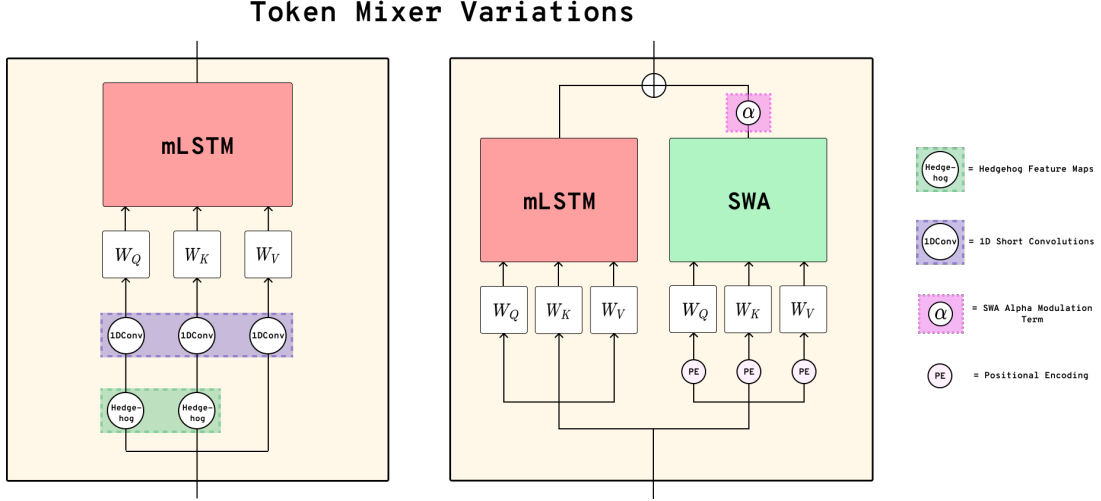 Token Mixer Variations
mLSTM
W_Q W_K W_V
1DConv 1DConv 1DConv
Hedge-
hog
Hedge-
hog
α
mLSTM
SWA
W_Q W_K W_V W_Q W_K W_V
PE PE PE
Hedge-
hog
= Hedgehog Feature Maps
1DConv = 1D Short Convolutions
α = SWA Alpha Modulation
Term
PE = Positional Encoding